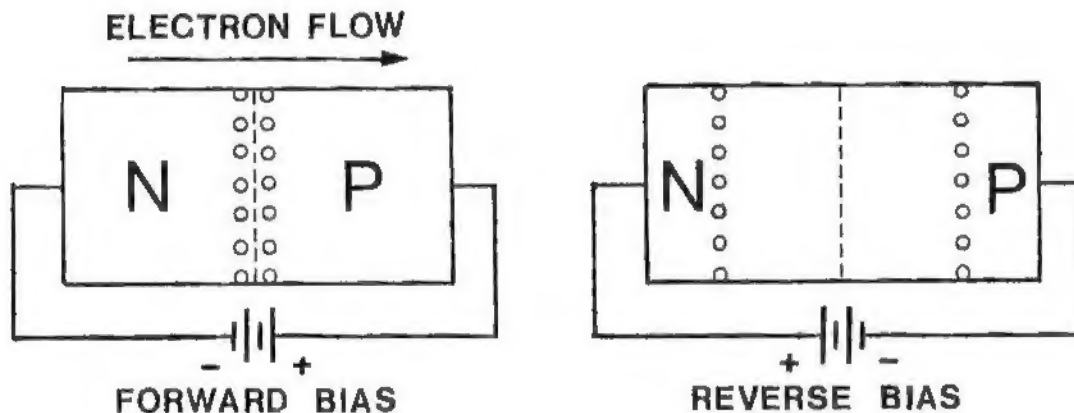 ELECTRON FLOW
N P
- +
FORWARD BIAS
N P
+ -
REVERSE BIAS